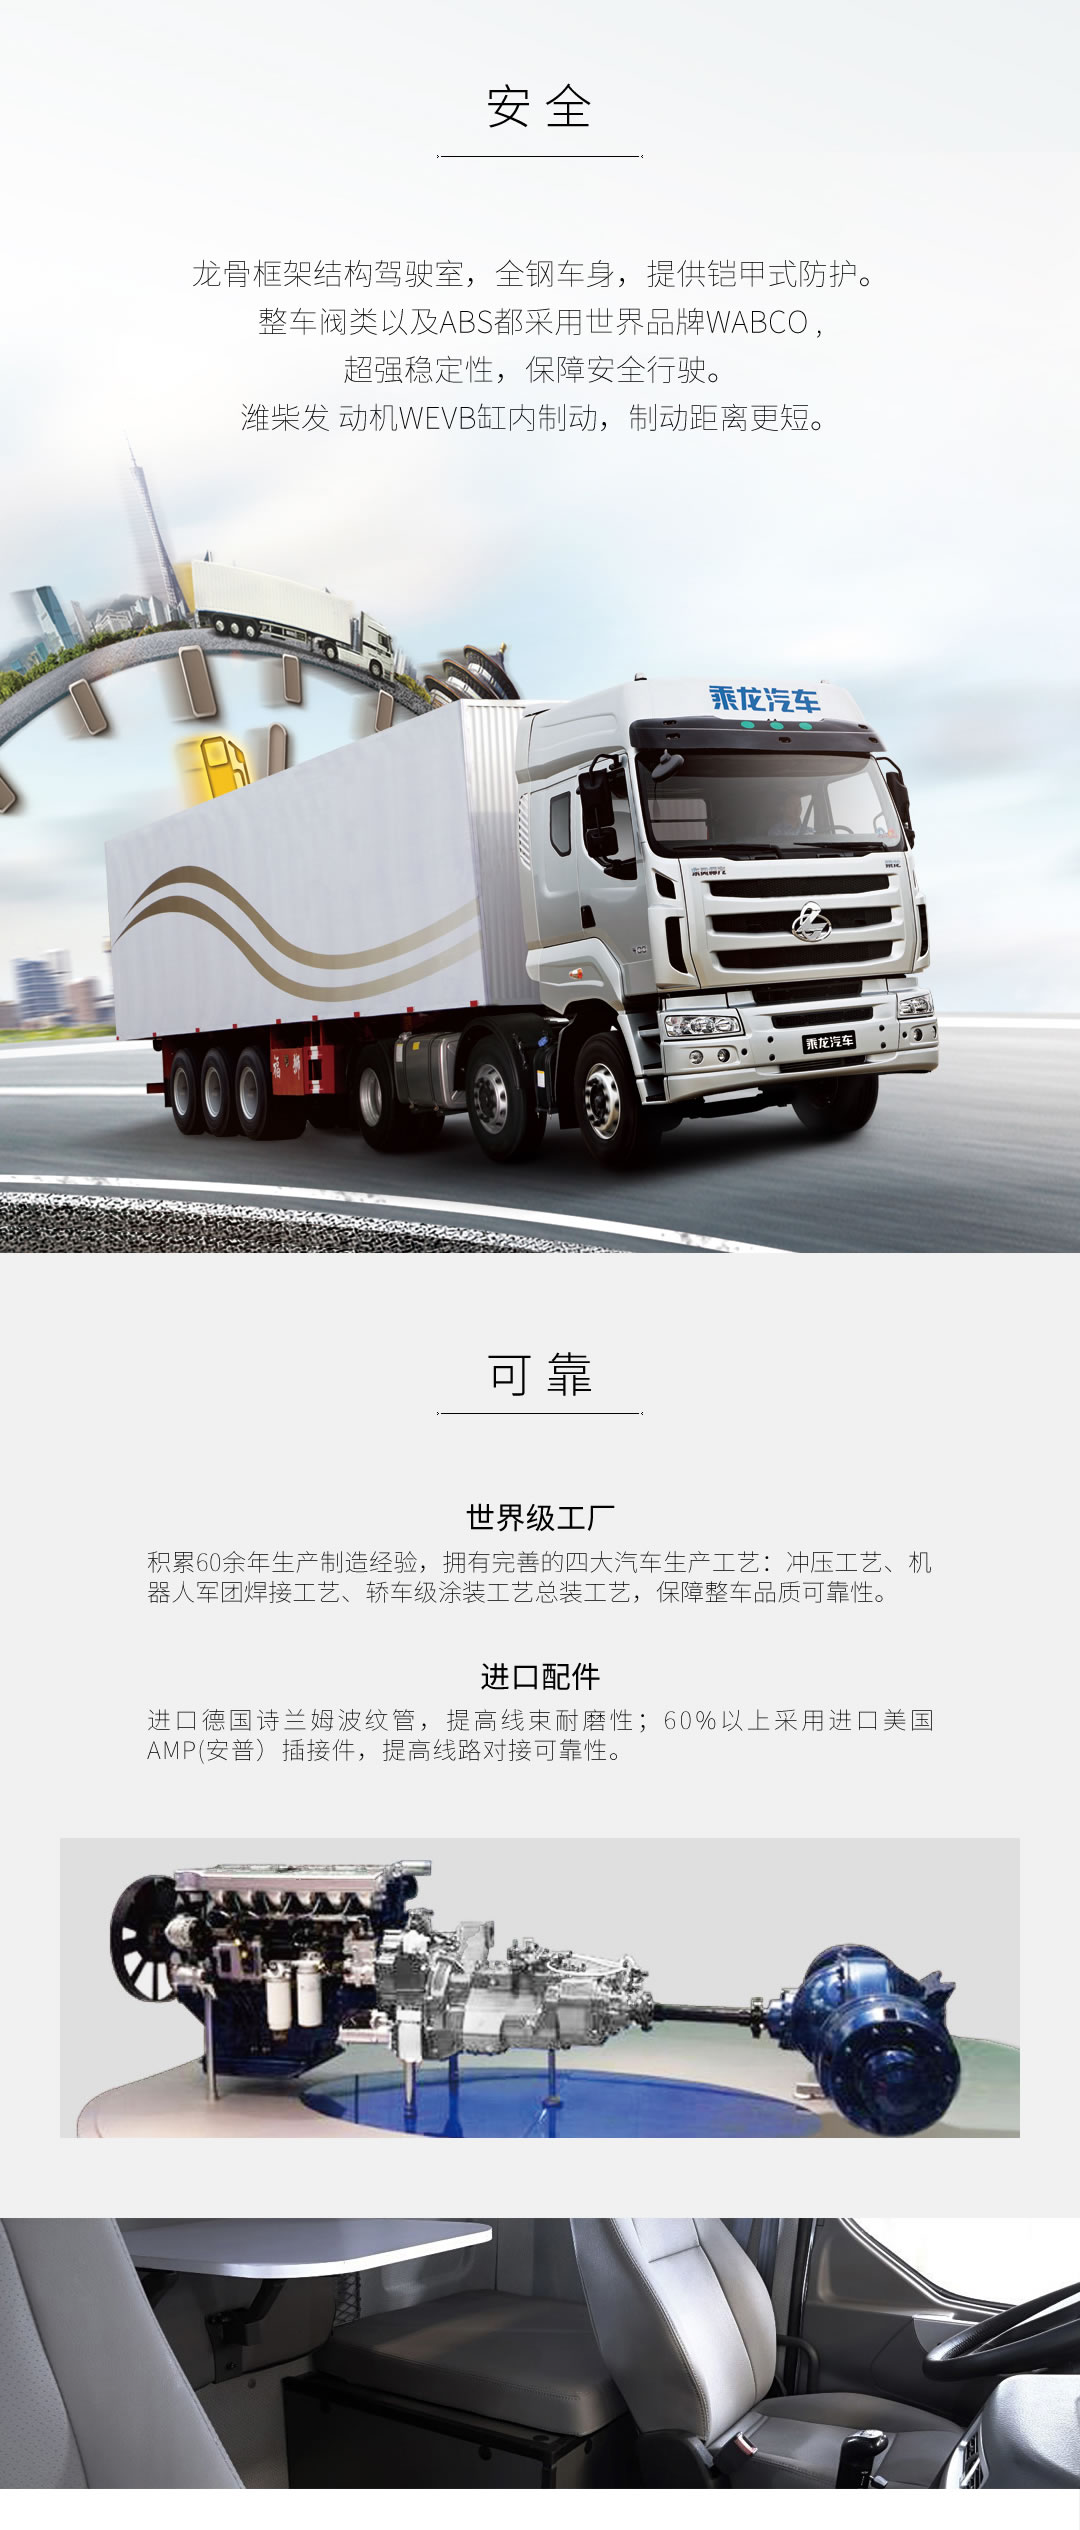 安全
龙骨框架结构驾驶室，全钢车身，提供铠甲式防护。
整车阀类以及ABS都采用世界品牌WABCO ,
超强稳定性，保障安全行驶。
潍柴发 动机WEVB缸内制动，制动距离更短。
乘龙汽车
乘龙汽车
可靠
世界级工厂
积累60余年生产制造经验，拥有完善的四大汽车生产工艺：冲压工艺、机
器人军团焊接工艺、轿车级涂装工艺总装工艺，保障整车品质可靠性。
进口配件
进口德国诗兰姆波纹管，提高线束耐磨性；60%以上采用进口美国
AMP(安普）插接件，提高线路对接可靠性。